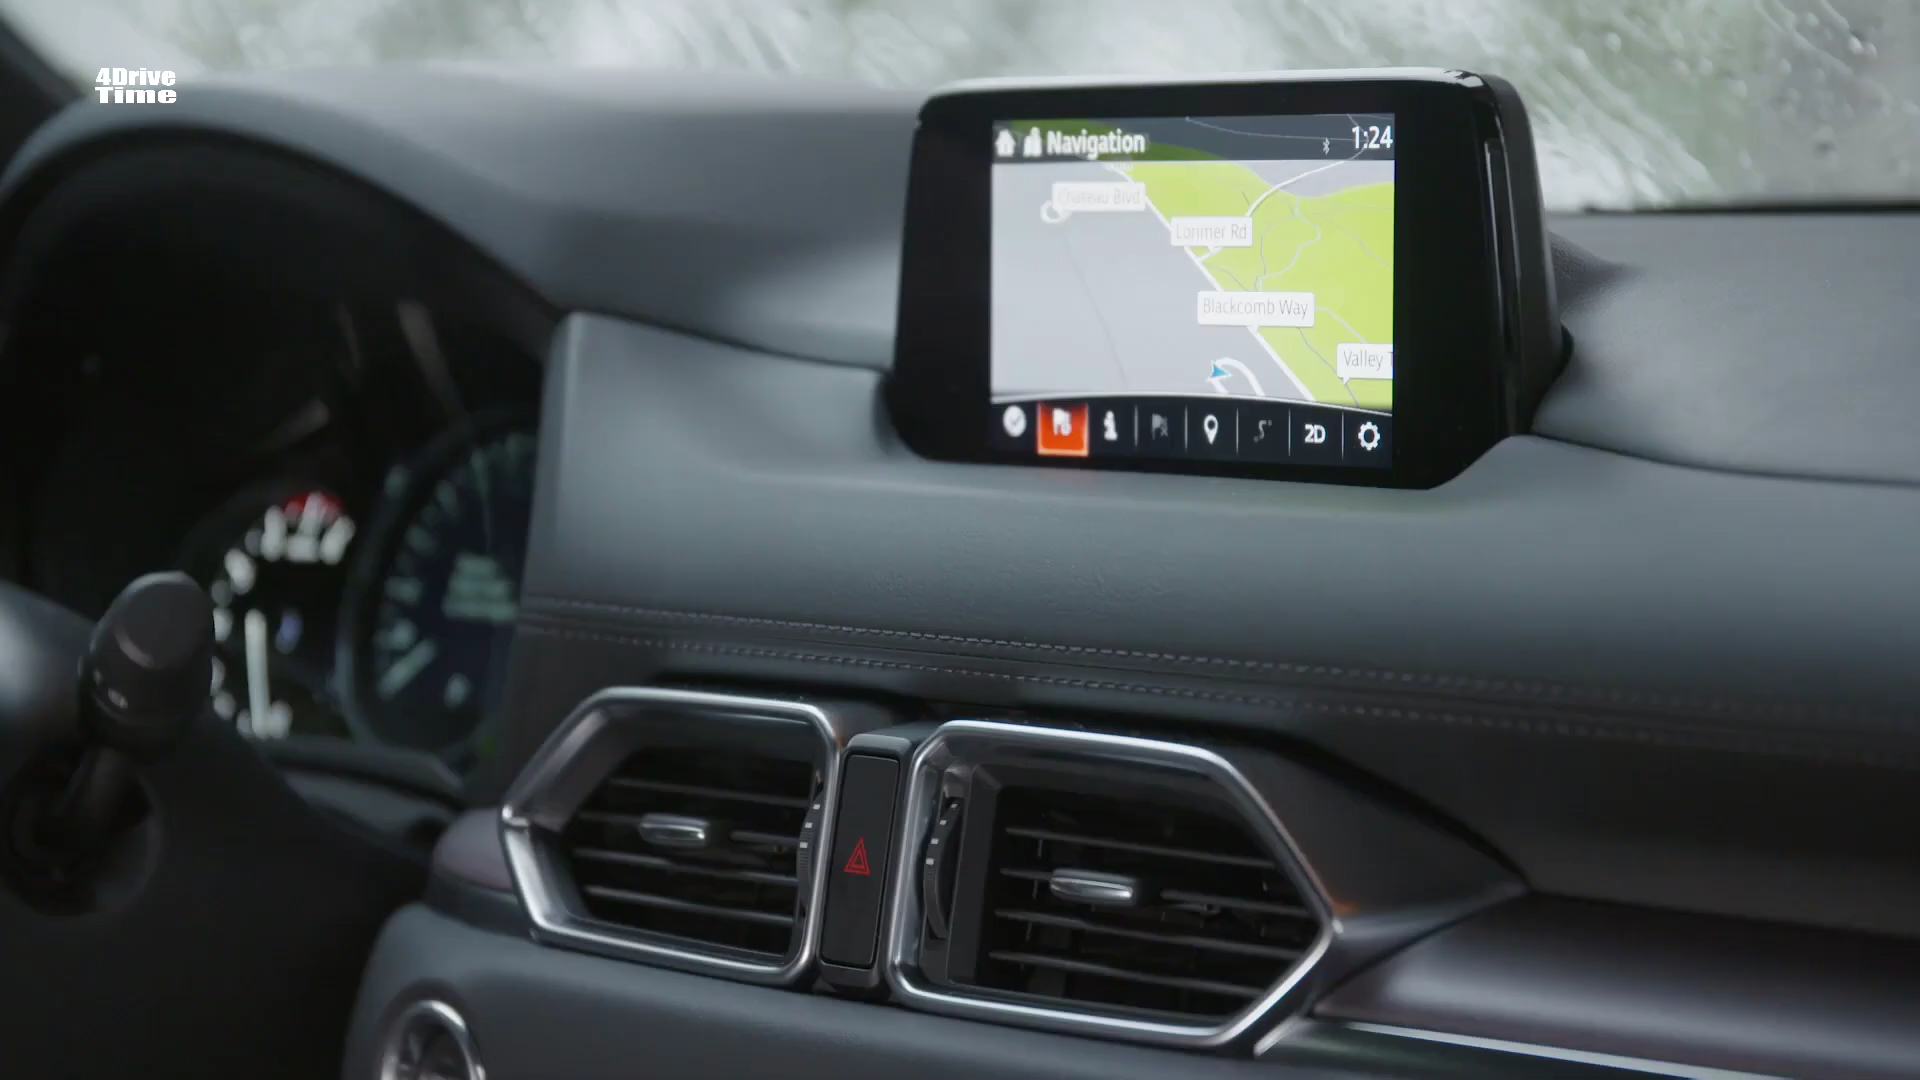 4Drive
Time
Navigation
1:24
Chateau Blvd
Lorimer Rd
Blackcomb Way
Valley T
2D